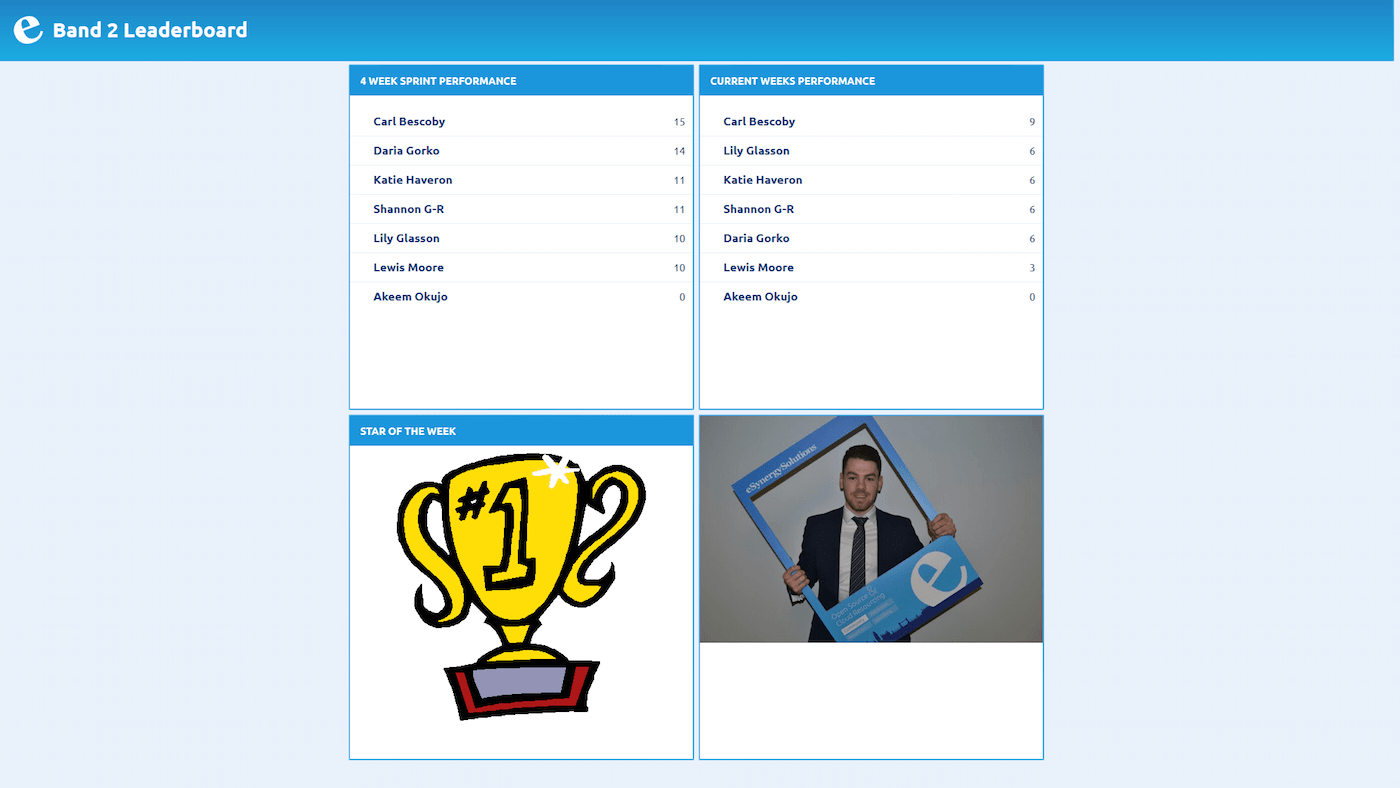 Band 2 Leaderboard
4 WEEK SPRINT PERFORMANCE
Carl Bescoby 15
Daria Gorko 14
Katie Haveron 11
Shannon G-R 11
Lily Glasson 10
Lewis Moore 10
Akeem Okujo 0
CURRENT WEEKS PERFORMANCE
Carl Bescoby 9
Lily Glasson 6
Katie Haveron 6
Shannon G-R 6
Daria Gorko 6
Lewis Moore 3
Akeem Okujo 0
STAR OF THE WEEK
#1
eSynergySolutions
Open Source &
Cloud Resourcing